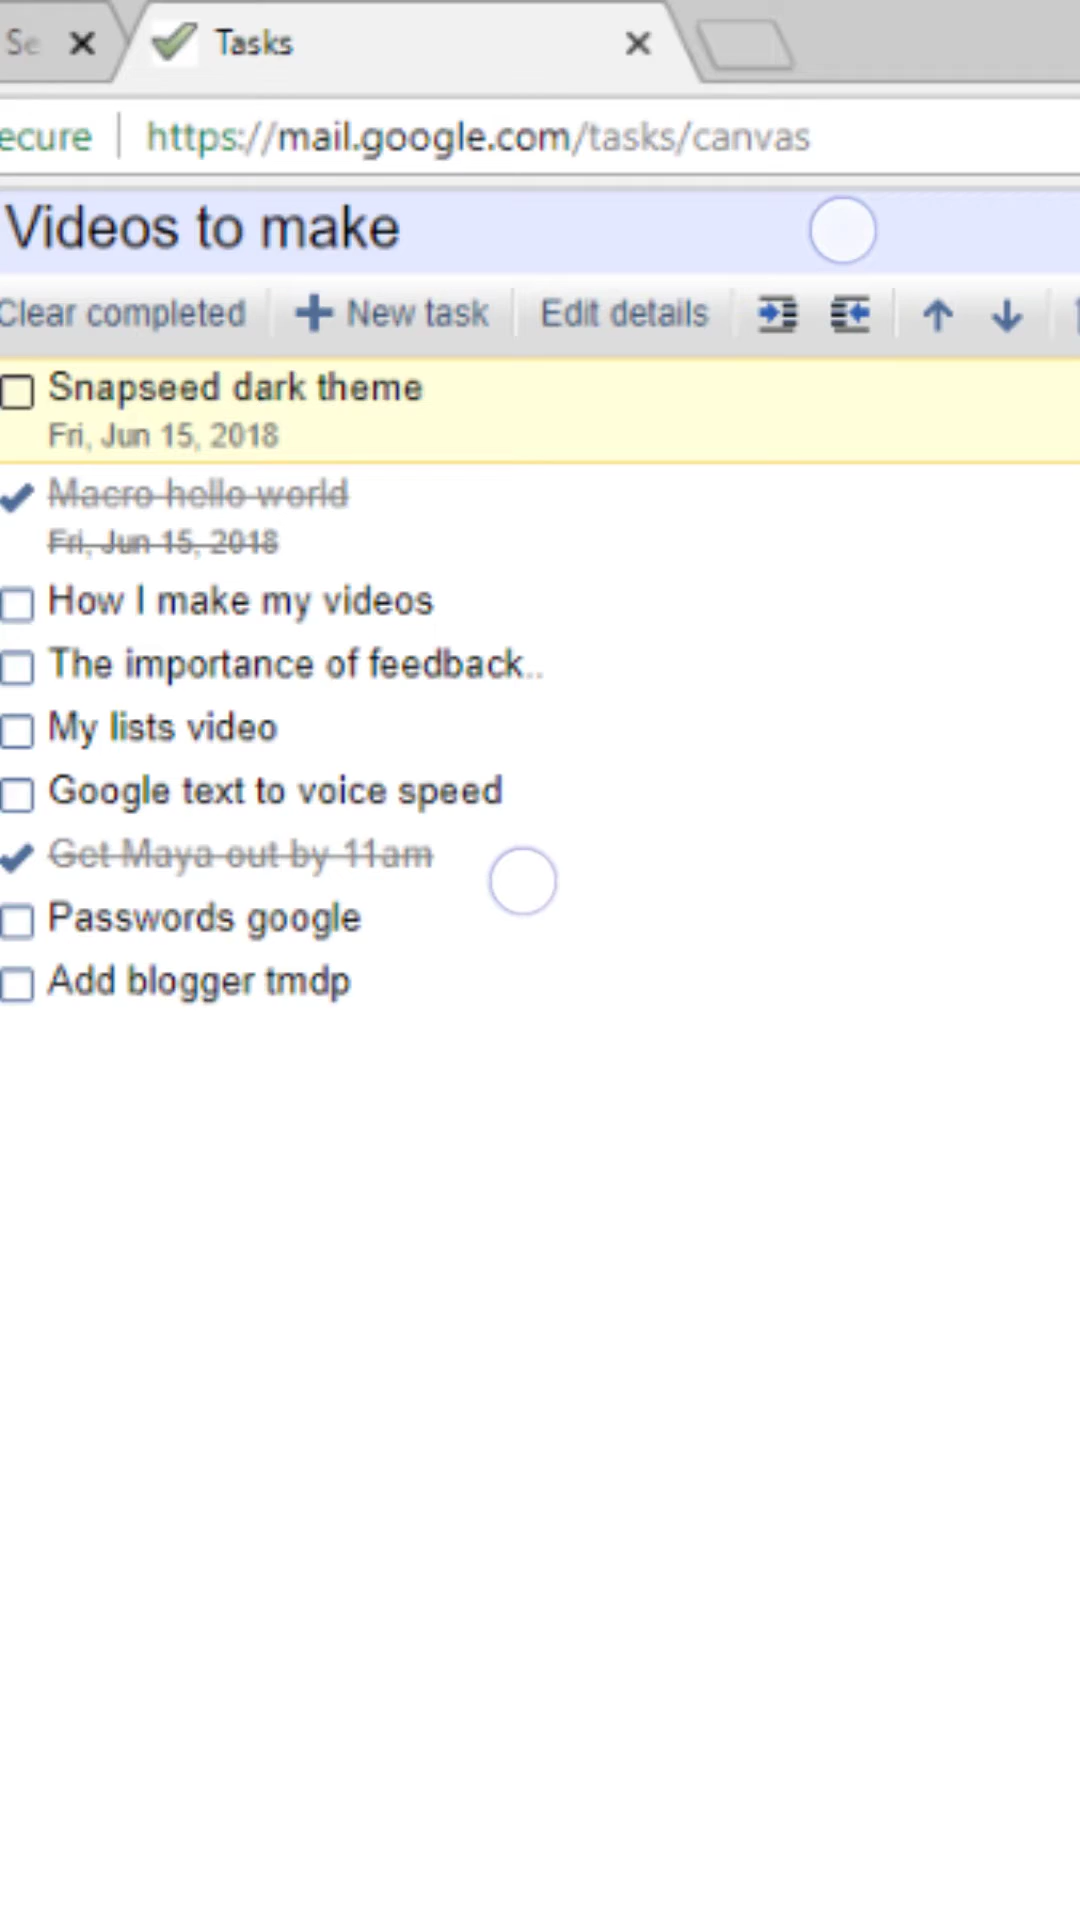 Se
Tasks
ecure
https://mail.google.com/tasks/canvas
Videos to make
Clear completed
New task
Edit details
Snapseed dark theme
Fri, Jun 15, 2018
Macro hello world
Fri, Jun 15, 2018
How I make my videos
The importance of feedback..
My lists video
Google text to voice speed
Get Maya out by 11am
Passwords google
Add blogger tmdp